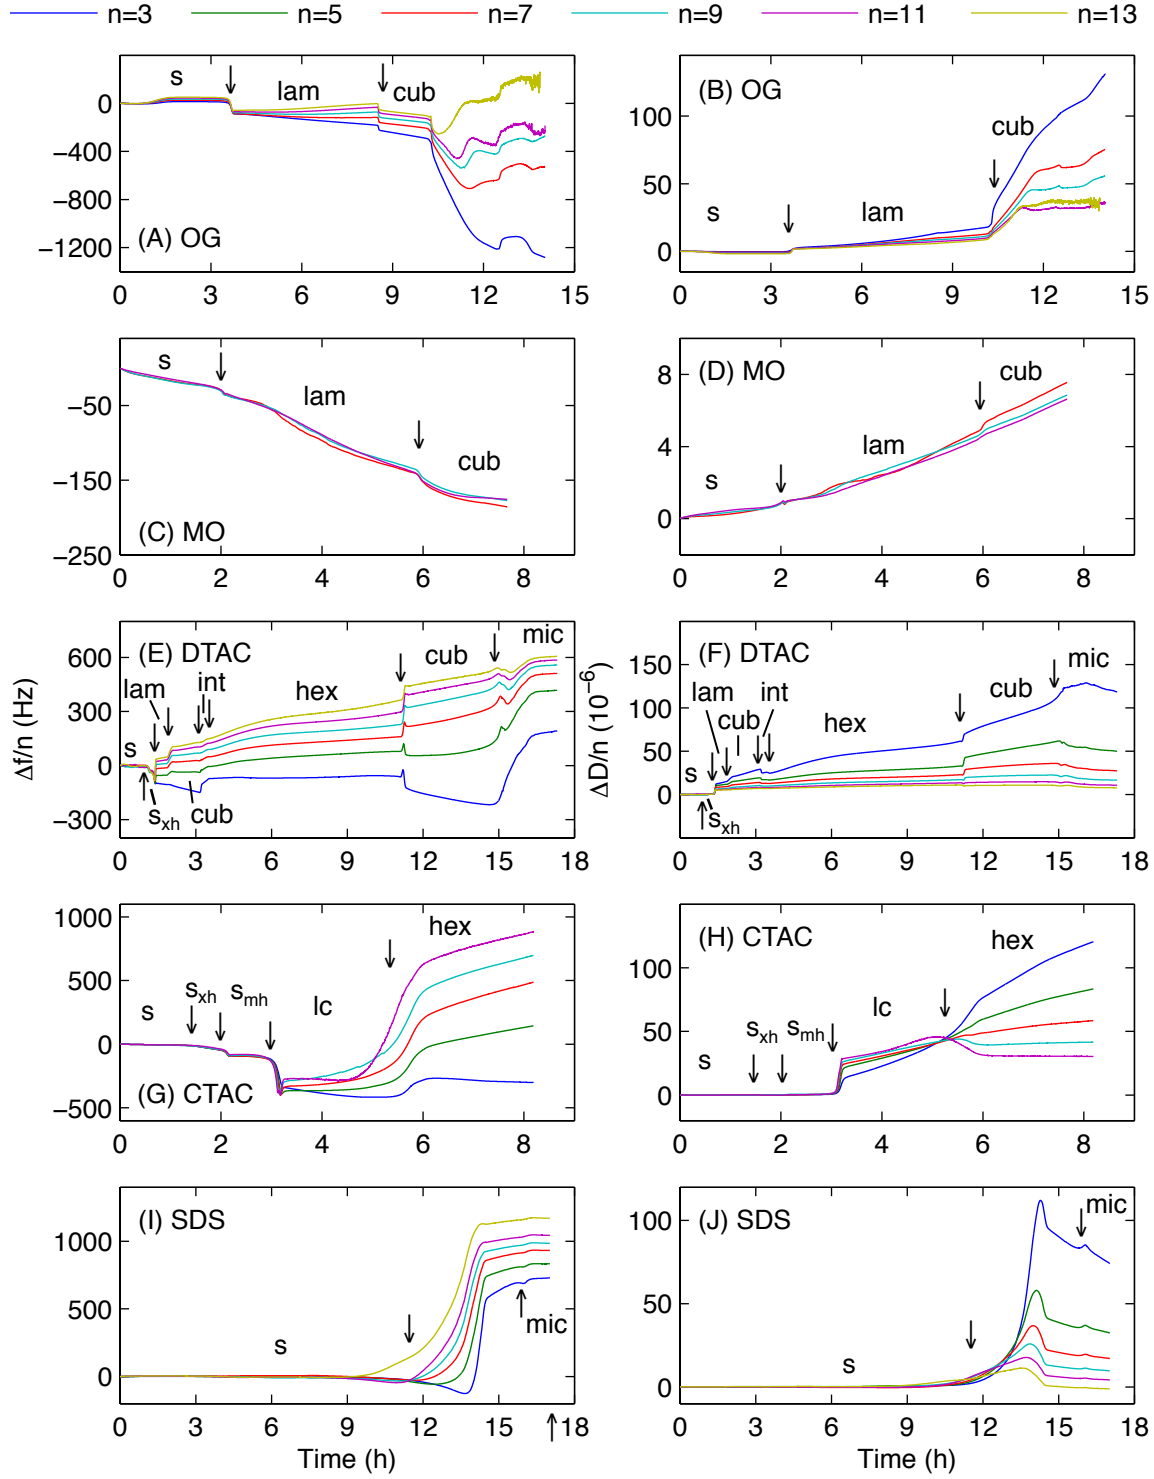 n=3 n=5 n=7 n=9 n=11 n=13
s lam cub
0 −400 −800 −1200
(A) OG
0 3 6 9 12 15
(B) OG
100 50 0
s lam cub
0 3 6 9 12 15
s lam cub
−50 −150 −250
(C) MO
0 2 4 6 8
(D) MO
8 4 0
s lam cub
0 2 4 6 8
(E) DTAC
600 300 0 −300
Δf/n (Hz)
s sxh lam cub int hex cub mic
0 3 6 9 12 15 18
(F) DTAC
150 100 50 0
ΔD/n (10−6)
s sxh lam cub int hex cub mic
0 3 6 9 12 15 18
1000 500 0 −500
s sxh smh lc hex
(G) CTAC
0 2 4 6 8
(H) CTAC
100 50 0
s sxh smh lc hex
0 2 4 6 8
(I) SDS
1000 500 0
s mic
0 3 6 9 12 15 18
Time (h)
(J) SDS
100 50 0
s mic
0 3 6 9 12 15 18
Time (h)